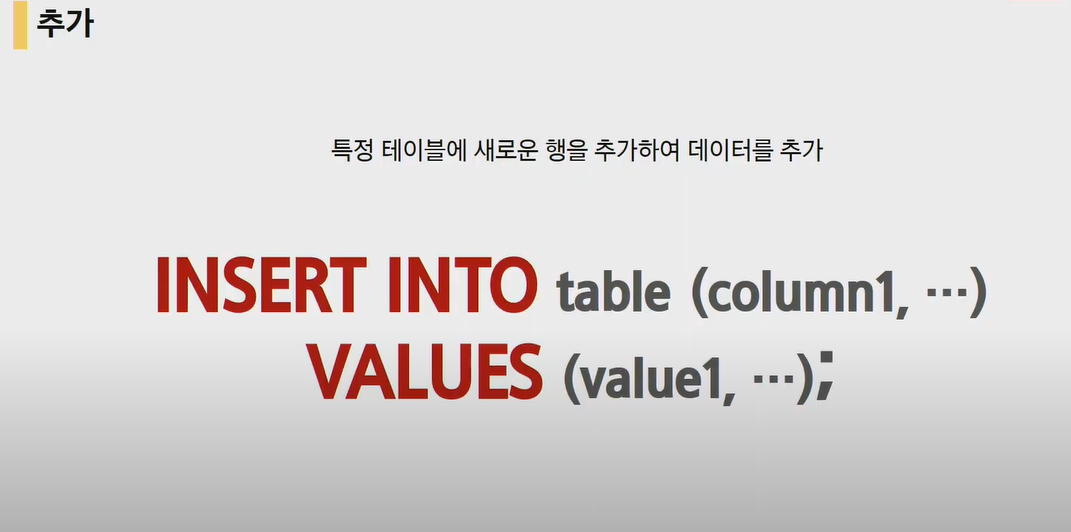 추가
특정 테이블에 새로운 행을 추가하여 데이터를 추가
INSERT INTO table (column1, ⋯)
VALUES (value1, ⋯);